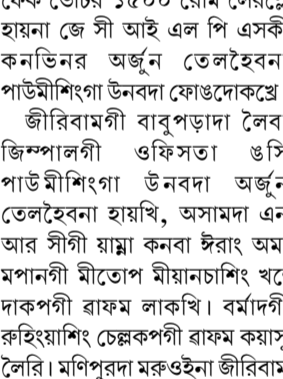 হায়না জে সী আই এল পি এসকী
কনভিনর অর্জুন তেলহৈবন
পাউমীশিংগা উনবদা ফোঙদোকখ্রে
জীরিবামগী বাবুপড়াদা লৈব
জিম্পালগী ওফিসতা ঙসি
পাউমীশিংগা উনবদা অর্জুন
তেলহৈবনা হায়খি, অসামদা এন
আর সীগী য়াম্না কনবা ঈরাং অম
মপানগী মীতোপ মীয়ানচাশিং খৎ
দাকপগী ৱাফম লাকখি। বর্মাদগী
রুহিংয়াশিং চেল্লকপগী ৱাফম কয়াসু
লৈরি। মণিপুরদা মরুওইনা জীরিবাম